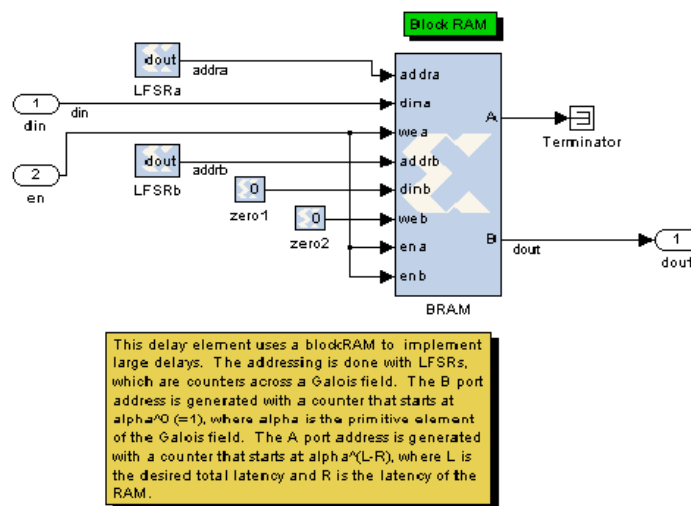 Block RAM
dout
addra
LFSRa
addra
1
din
din
dina
A
wea
Terminator
2
en
dout
addrb
LFSRb
addrb
0
zero1
dinb
0
zero2
web
B
dout
1
dout
ena
enb
BRAM
This delay element uses a blockRAM to implement
large delays. The addressing is done with LFSRs,
which are counters across a Galois field. The B port
address is generated with a counter that starts at
alpha^0 (=1), where alpha is the primitive element
of the Galois field. The A port address is generated
with a counter that starts at alpha^(L-R), where L is
the desired total latency and R is the latency of the
RAM.